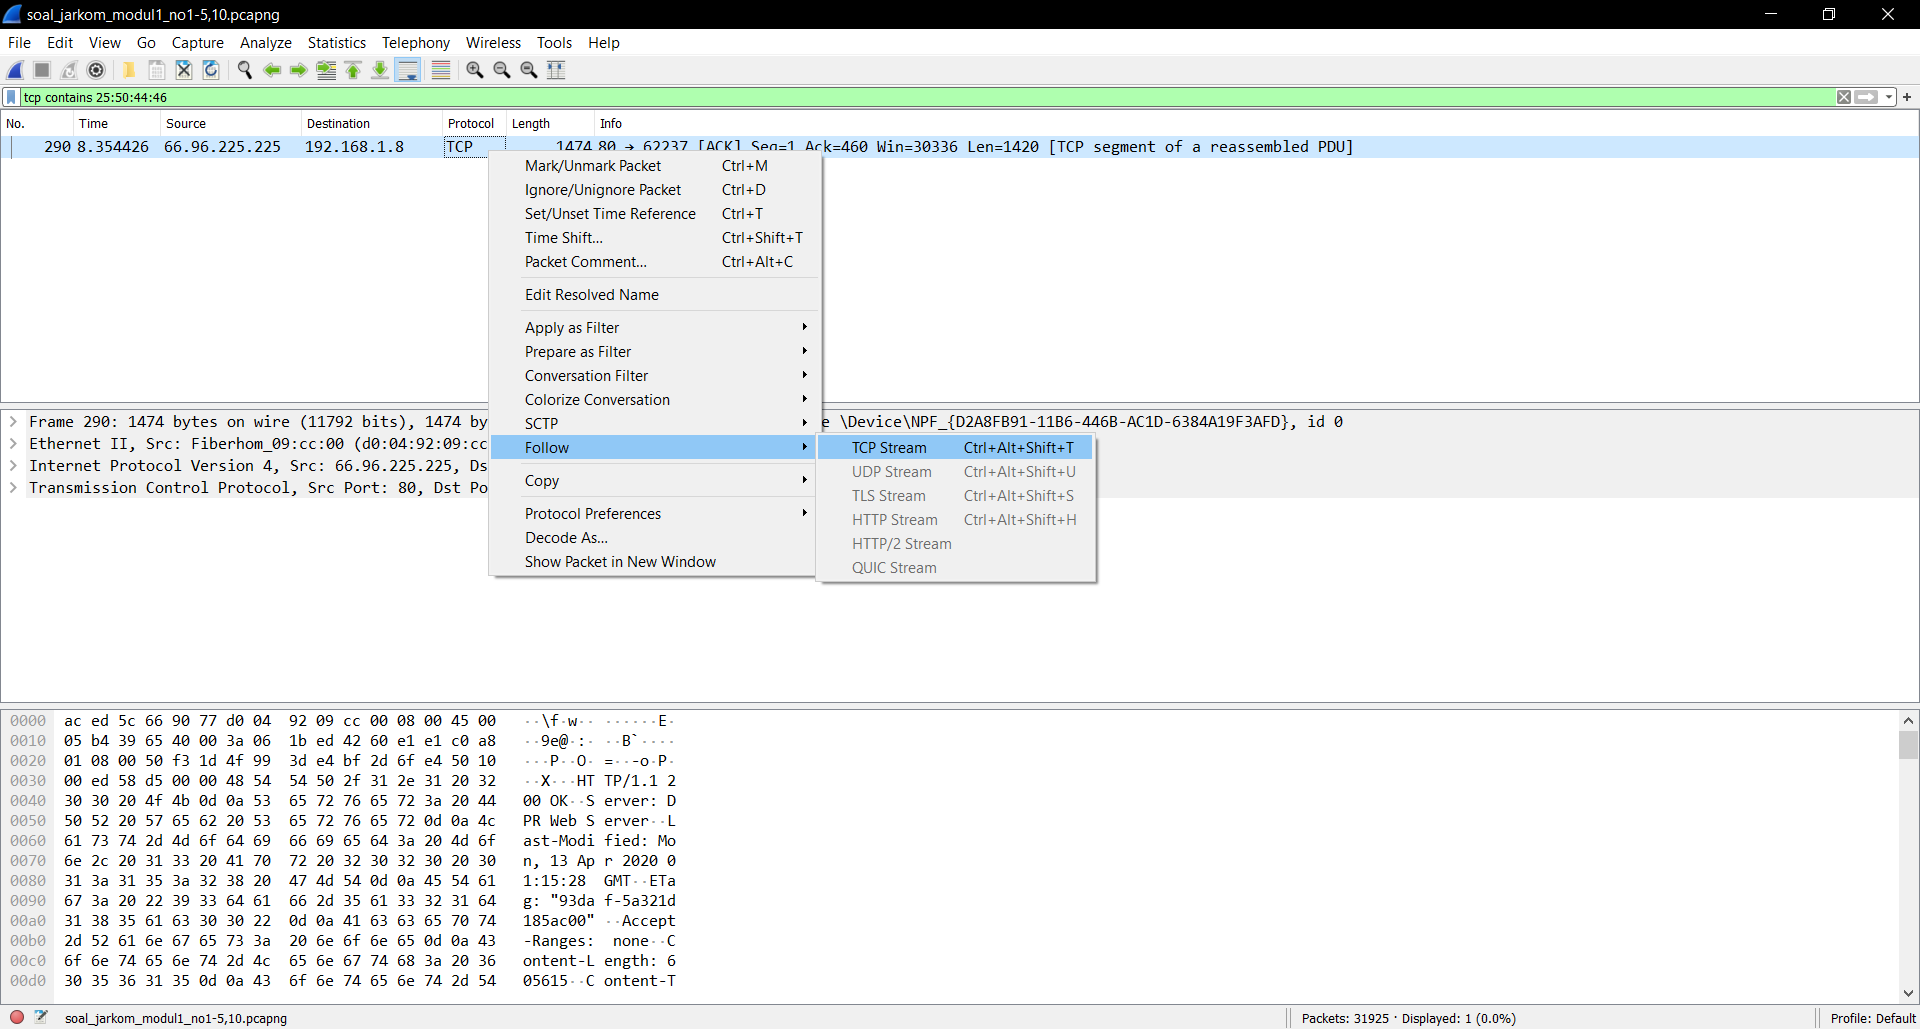 soal_jarkom_modul1_no1-5,10.pcapng
File Edit View Go Capture Analyze Statistics Telephony Wireless Tools Help
tcp contains 25:50:44:46
No. Time Source Destination Protocol Length Info
290 8.354426 66.96.225.225 192.168.1.8 TCP 1474 80 → 62237 [ACK] Seq=1 Ack=460 Win=30336 Len=1420 [TCP segment of a reassembled PDU]
Mark/Unmark Packet Ctrl+M
Ignore/Unignore Packet Ctrl+D
Set/Unset Time Reference Ctrl+T
Time Shift... Ctrl+Shift+T
Packet Comment... Ctrl+Alt+C
Edit Resolved Name
Apply as Filter
Prepare as Filter
Conversation Filter
Colorize Conversation
SCTP
Follow
Copy
Protocol Preferences
Decode As...
Show Packet in New Window
TCP Stream Ctrl+Alt+Shift+T
UDP Stream Ctrl+Alt+Shift+U
TLS Stream Ctrl+Alt+Shift+S
HTTP Stream Ctrl+Alt+Shift+H
HTTP/2 Stream
QUIC Stream
Frame 290: 1474 bytes on wire (11792 bits), 1474 by e \Device\NPF_{D2A8FB91-11B6-446B-AC1D-6384A19F3AFD}, id 0
Ethernet II, Src: Fiberhom_09:cc:00 (d0:04:92:09:cc
Internet Protocol Version 4, Src: 66.96.225.225, Ds
Transmission Control Protocol, Src Port: 80, Dst Po
0000 ac ed 5c 66 90 77 d0 04 92 09 cc 00 08 00 45 00 ··\f·w·· ······E·
0010 05 b4 39 65 40 00 3a 06 1b ed 42 60 e1 e1 c0 a8 ··9e@·:· ··B`····
0020 01 08 00 50 f3 1d 4f 99 3d e4 bf 2d 6f e4 50 10 ···P··O· =··-o·P·
0030 00 ed 58 d5 00 00 48 54 54 50 2f 31 2e 31 20 32 ··X···HT TP/1.1 2
0040 30 30 20 4f 4b 0d 0a 53 65 72 76 65 72 3a 20 44 00 OK··S erver: D
0050 50 52 20 57 65 62 20 53 65 72 76 65 72 0d 0a 4c PR Web S erver··L
0060 61 73 74 2d 4d 6f 64 69 66 69 65 64 3a 20 4d 6f ast-Modi fied: Mo
0070 6e 2c 20 31 33 20 41 70 72 20 32 30 32 30 20 30 n, 13 Ap r 2020 0
0080 31 3a 31 35 3a 32 38 20 47 4d 54 0d 0a 45 54 61 1:15:28 GMT··ETa
0090 67 3a 20 22 39 33 64 61 66 2d 35 61 33 32 31 64 g: "93da f-5a321d
00a0 31 38 35 61 63 30 30 22 0d 0a 41 63 63 65 70 74 185ac00" ··Accept
00b0 2d 52 61 6e 67 65 73 3a 20 6e 6f 6e 65 0d 0a 43 -Ranges: none··C
00c0 6f 6e 74 65 6e 74 2d 4c 65 6e 67 74 68 3a 20 36 ontent-L ength: 6
00d0 30 35 36 31 35 0d 0a 43 6f 6e 74 65 6e 74 2d 54 05615··C ontent-T
soal_jarkom_modul1_no1-5,10.pcapng
Packets: 31925 · Displayed: 1 (0.0%)
Profile: Default